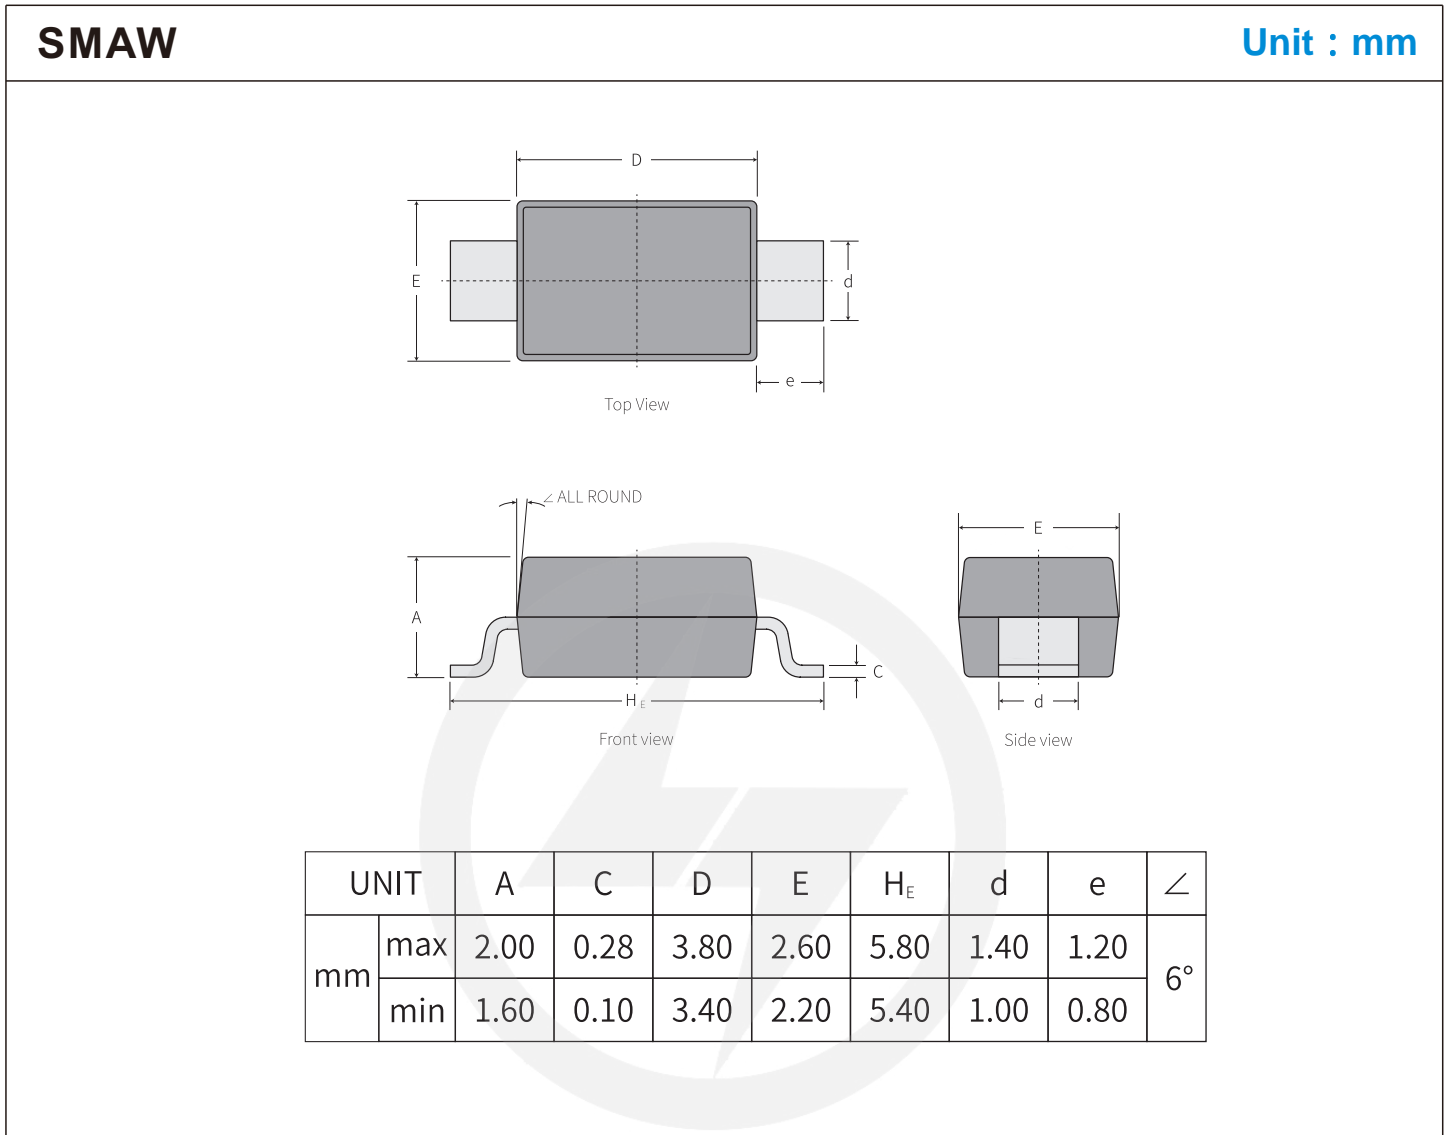 SMAW
Unit : mm
D
E
d
e
Top View
∠ ALL ROUND
E
A
C
H E
d
Front view
Side view
UNIT A C D E H E d e ∠
mm max 2.00 0.28 3.80 2.60 5.80 1.40 1.20 6°
min 1.60 0.10 3.40 2.20 5.40 1.00 0.80